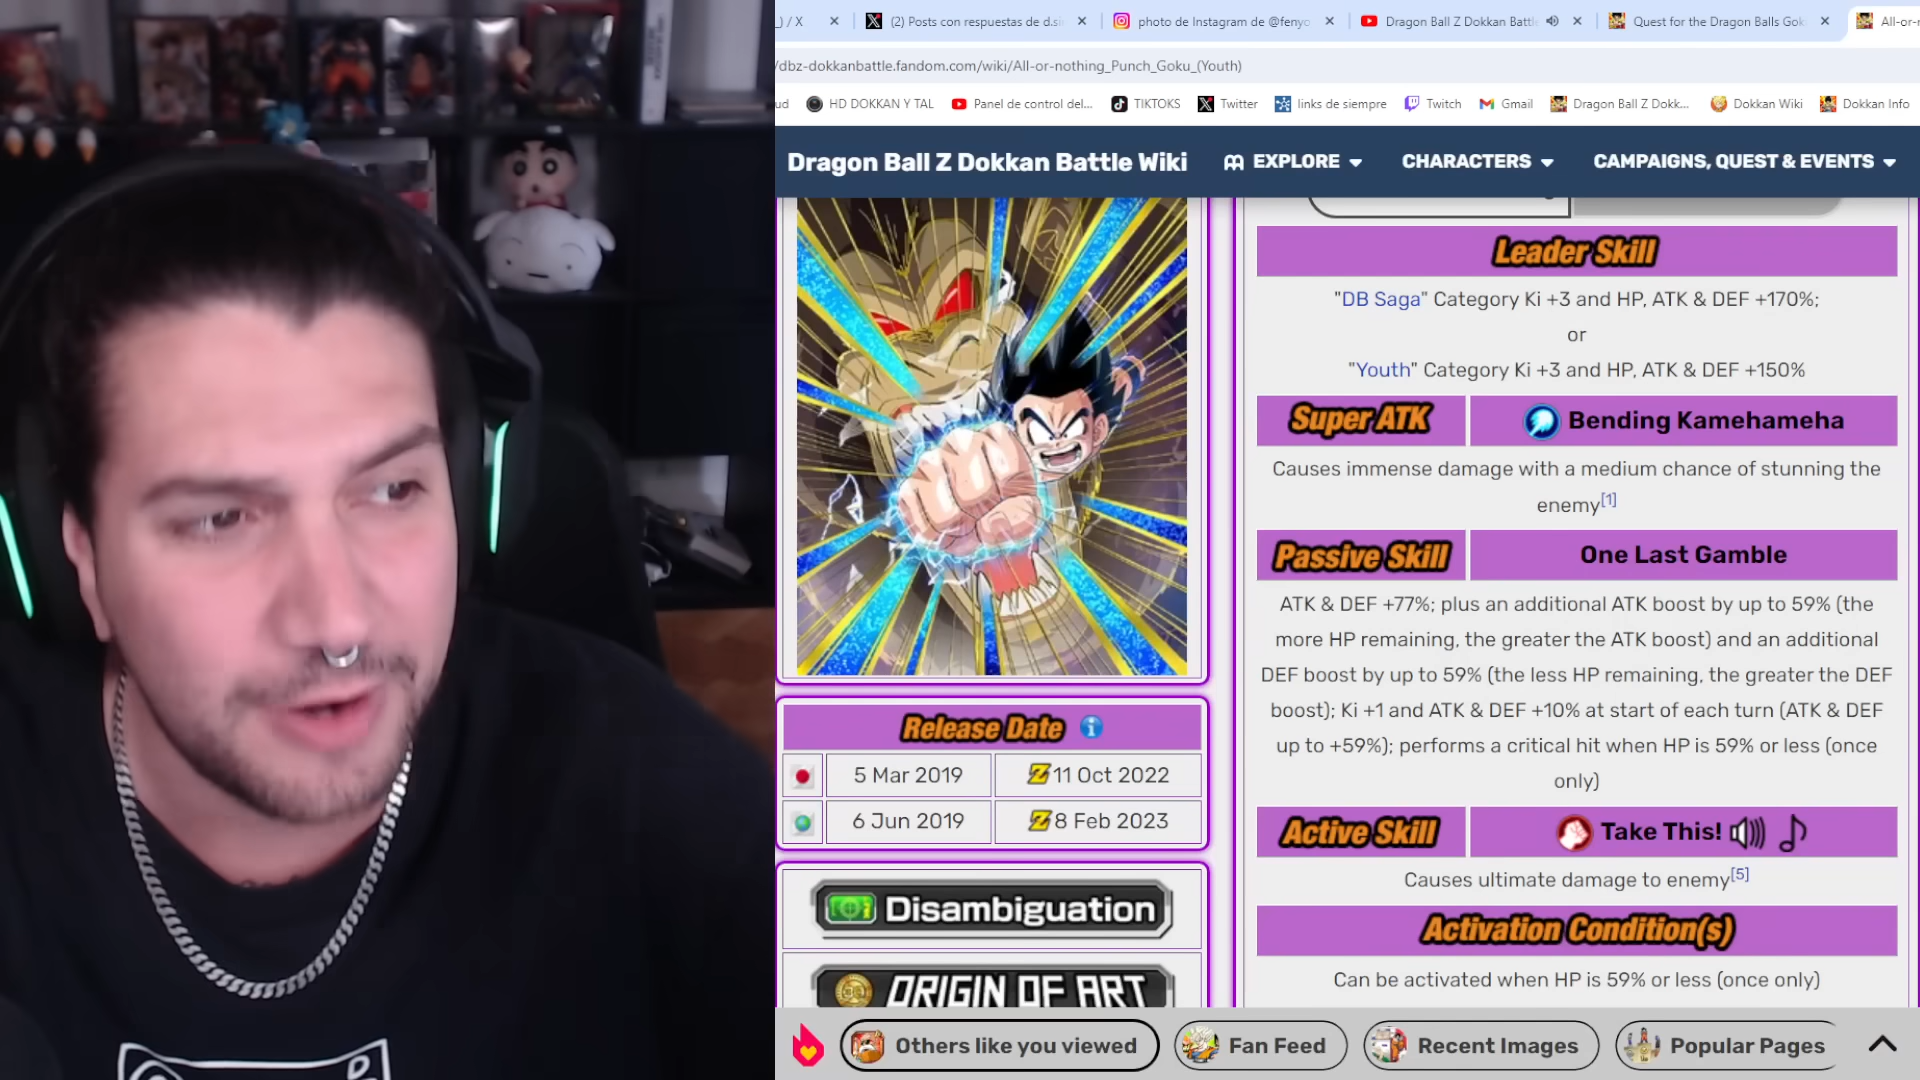 ) / X
(2) Posts con respuestas de d.sie
photo de Instagram de @fenyo
Dragon Ball Z Dokkan Battle
Quest for the Dragon Balls Gok
All-or-n
/dbz-dokkanbattle.fandom.com/wiki/All-or-nothing_Punch_Goku_(Youth)
ud
HD DOKKAN Y TAL
Panel de control del...
TIKTOKS
Twitter
links de siempre
Twitch
Gmail
Dragon Ball Z Dokk...
Dokkan Wiki
Dokkan Info
Dragon Ball Z Dokkan Battle Wiki
EXPLORE
CHARACTERS
CAMPAIGNS, QUEST & EVENTS
Leader Skill
"DB Saga" Category Ki +3 and HP, ATK & DEF +170%;
or
"Youth" Category Ki +3 and HP, ATK & DEF +150%
Super ATK
Bending Kamehameha
Causes immense damage with a medium chance of stunning the
enemy[1]
Passive Skill
One Last Gamble
ATK & DEF +77%; plus an additional ATK boost by up to 59% (the
more HP remaining, the greater the ATK boost) and an additional
DEF boost by up to 59% (the less HP remaining, the greater the DEF
boost); Ki +1 and ATK & DEF +10% at start of each turn (ATK & DEF
up to +59%); performs a critical hit when HP is 59% or less (once
only)
Active Skill
Take This!
Causes ultimate damage to enemy[5]
Activation Condition(s)
Can be activated when HP is 59% or less (once only)
Release Date
5 Mar 2019
Z 11 Oct 2022
6 Jun 2019
Z 8 Feb 2023
Disambiguation
ORIGIN OF ART
Others like you viewed
Fan Feed
Recent Images
Popular Pages